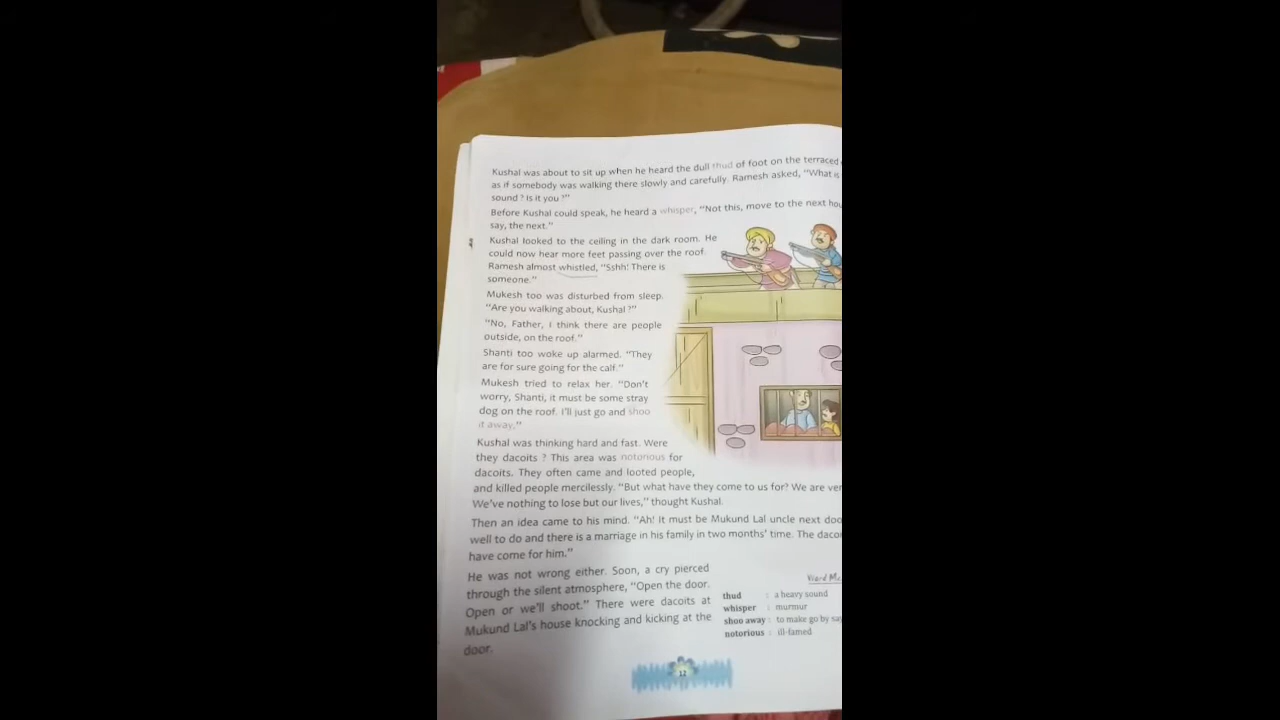 Kushal was about to sit up when he heard the dull thud of foot on the terraced
as if somebody was walking there slowly and carefully. Ramesh asked, "What is
sound ? Is it you ?"
Before Kushal could speak, he heard a whisper, "Not this, move to the next
say, the next."
Kushal looked to the ceiling in the dark room. He
could now hear more feet passing over the roof.
Ramesh almost whistled, "Sshh! There is
someone."
Mukesh too was disturbed from sleep.
"Are you walking about, Kushal ?"
"No, Father, I think there are people
outside, on the roof."
Shanti too woke up alarmed. "They
are for sure going for the calf."
Mukesh tried to relax her. "Don't
worry, Shanti, it must be some stray
dog on the roof. I'll just go and shoo
it away."
Kushal was thinking hard and fast. Were
they dacoits ? This area was notorious for
dacoits. They often came and looted people,
and killed people mercilessly. "But what have they come to us for? We are
We've nothing to lose but our lives," thought Kushal.
Then an idea came to his mind. "Ah! It must be Mukund Lal uncle next
well to do and there is a marriage in his family in two months' time. The
have come for him."
He was not wrong either. Soon, a cry pierced
through the silent atmosphere, "Open the door.
Open or we'll shoot." There were dacoits at
Mukund Lal's house knocking and kicking at the
door.
Word
thud : a heavy sound
whisper : murmur
shoo away : to make go by
notorious : ill-famed
12